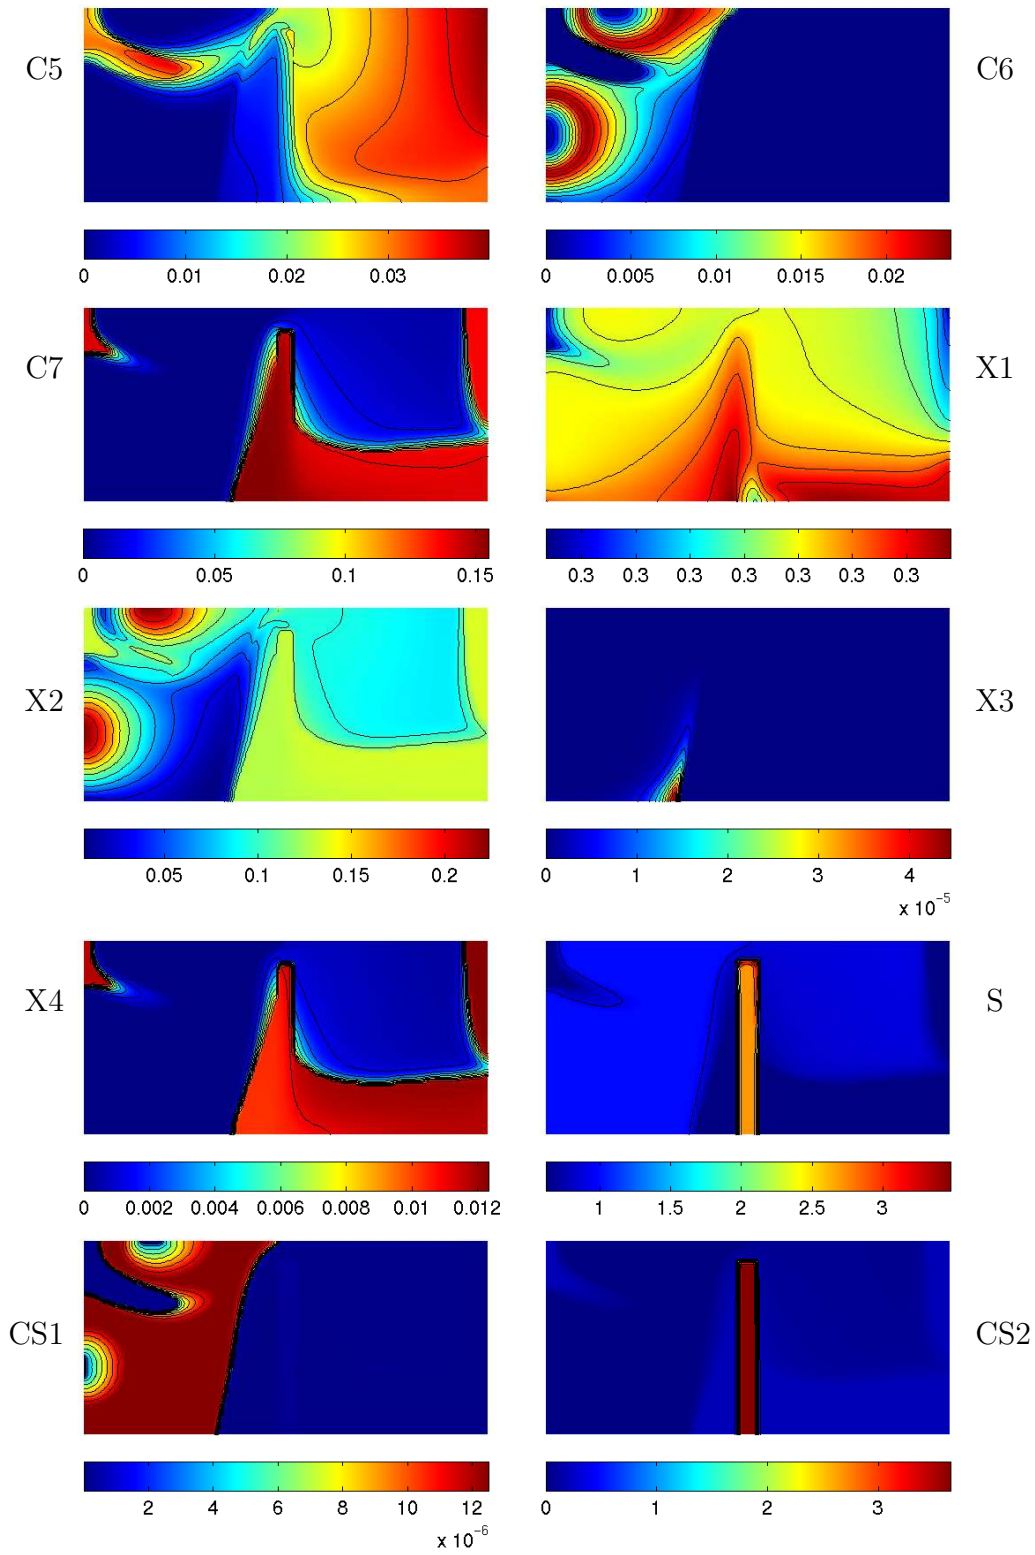 C5
C6
0 0.01 0.02 0.03
0 0.005 0.01 0.015 0.02
C7
X1
0 0.05 0.1 0.15
0.3 0.3 0.3 0.3 0.3 0.3 0.3
X2
X3
0.05 0.1 0.15 0.2
0 1 2 3 4
x 10⁻⁵
X4
S
0 0.002 0.004 0.006 0.008 0.01 0.012
1 1.5 2 2.5 3
CS1
CS2
2 4 6 8 10 12
x 10⁻⁶
0 1 2 3